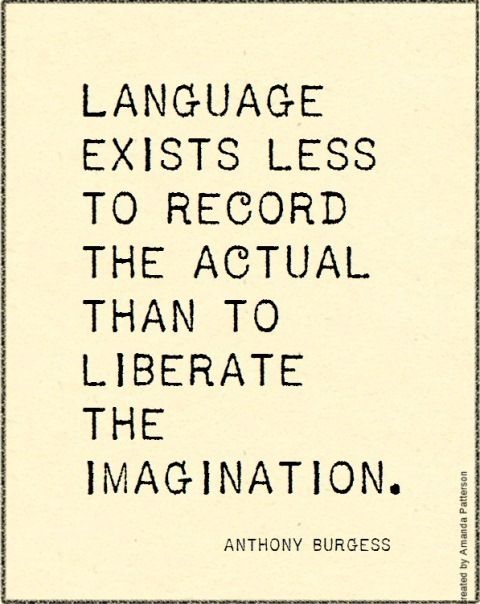 LANGUAGE
EXISTS LESS
TO RECORD
THE ACTUAL
THAN TO
LIBERATE
THE
IMAGINATION.
ANTHONY BURGESS
reated by Amanda Patterson